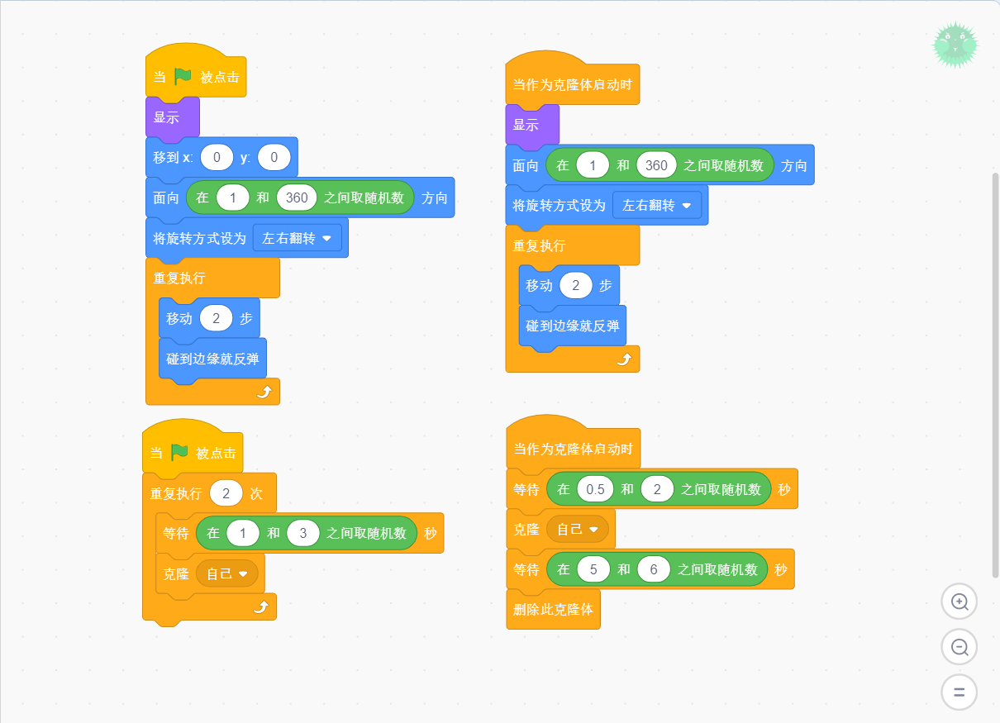 当 被点击
显示
移到 x: 0 y: 0
面向 在 1 和 360 之间取随机数 方向
将旋转方式设为 左右翻转
重复执行
移动 2 步
碰到边缘就反弹
当 被点击
重复执行 2 次
等待 在 1 和 3 之间取随机数 秒
克隆 自己
当作为克隆体启动时
显示
面向 在 1 和 360 之间取随机数 方向
将旋转方式设为 左右翻转
重复执行
移动 2 步
碰到边缘就反弹
当作为克隆体启动时
等待 在 0.5 和 2 之间取随机数 秒
克隆 自己
等待 在 5 和 6 之间取随机数 秒
删除此克隆体